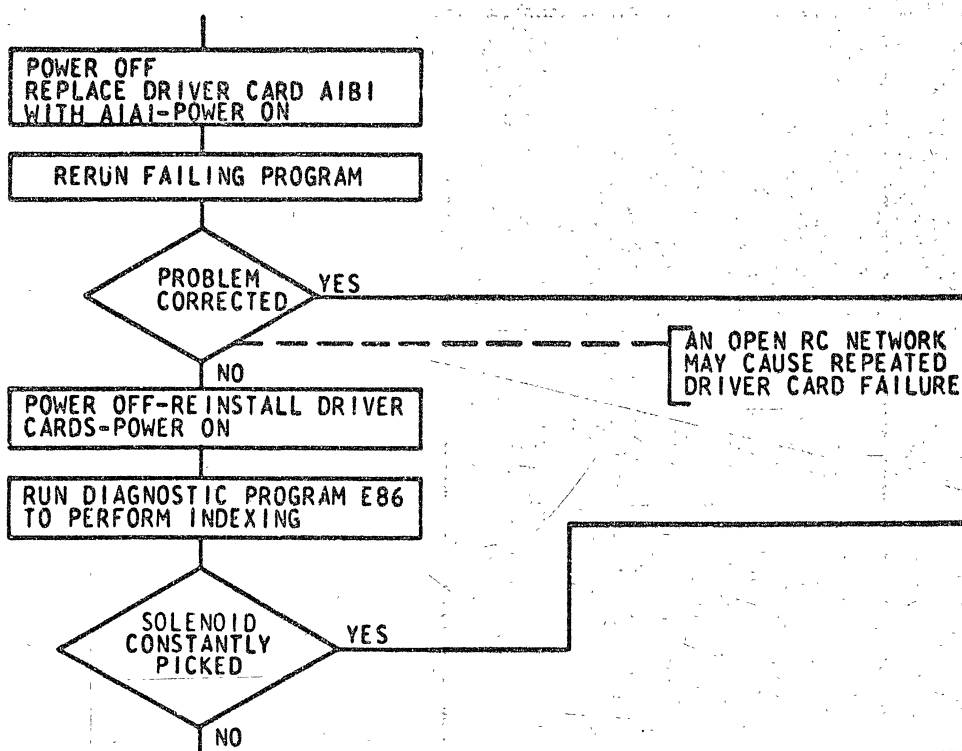 POWER OFF
REPLACE DRIVER CARD A1B1
WITH A1A1-POWER ON
RERUN FAILING PROGRAM
PROBLEM
CORRECTED
YES
AN OPEN RC NETWORK
MAY CAUSE REPEATED
DRIVER CARD FAILURE
NO
POWER OFF-REINSTALL DRIVER
CARDS-POWER ON
RUN DIAGNOSTIC PROGRAM E86
TO PERFORM INDEXING
SOLENOID
CONSTANTLY
PICKED
YES
NO